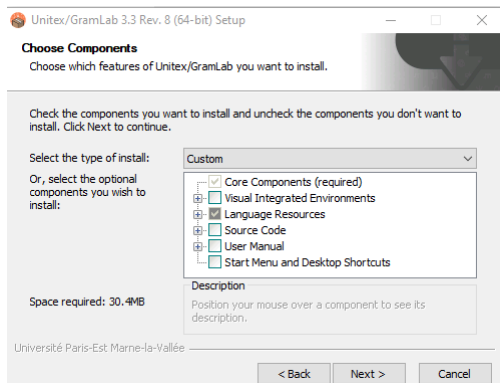 Unitex/GramLab 3.3 Rev. 8 (64-bit) Setup
Choose Components
Choose which features of Unitex/GramLab you want to install.
Check the components you want to install and uncheck the components you don't want to
install. Click Next to continue.
Select the type of install:
Custom
Or, select the optional
components you wish to
install:
Core Components (required)
Visual Integrated Environments
Language Resources
Source Code
User Manual
Start Menu and Desktop Shortcuts
Space required: 30.4MB
Description
Position your mouse over a component to see its
description.
Université Paris-Est Marne-la-Vallée
< Back
Next >
Cancel